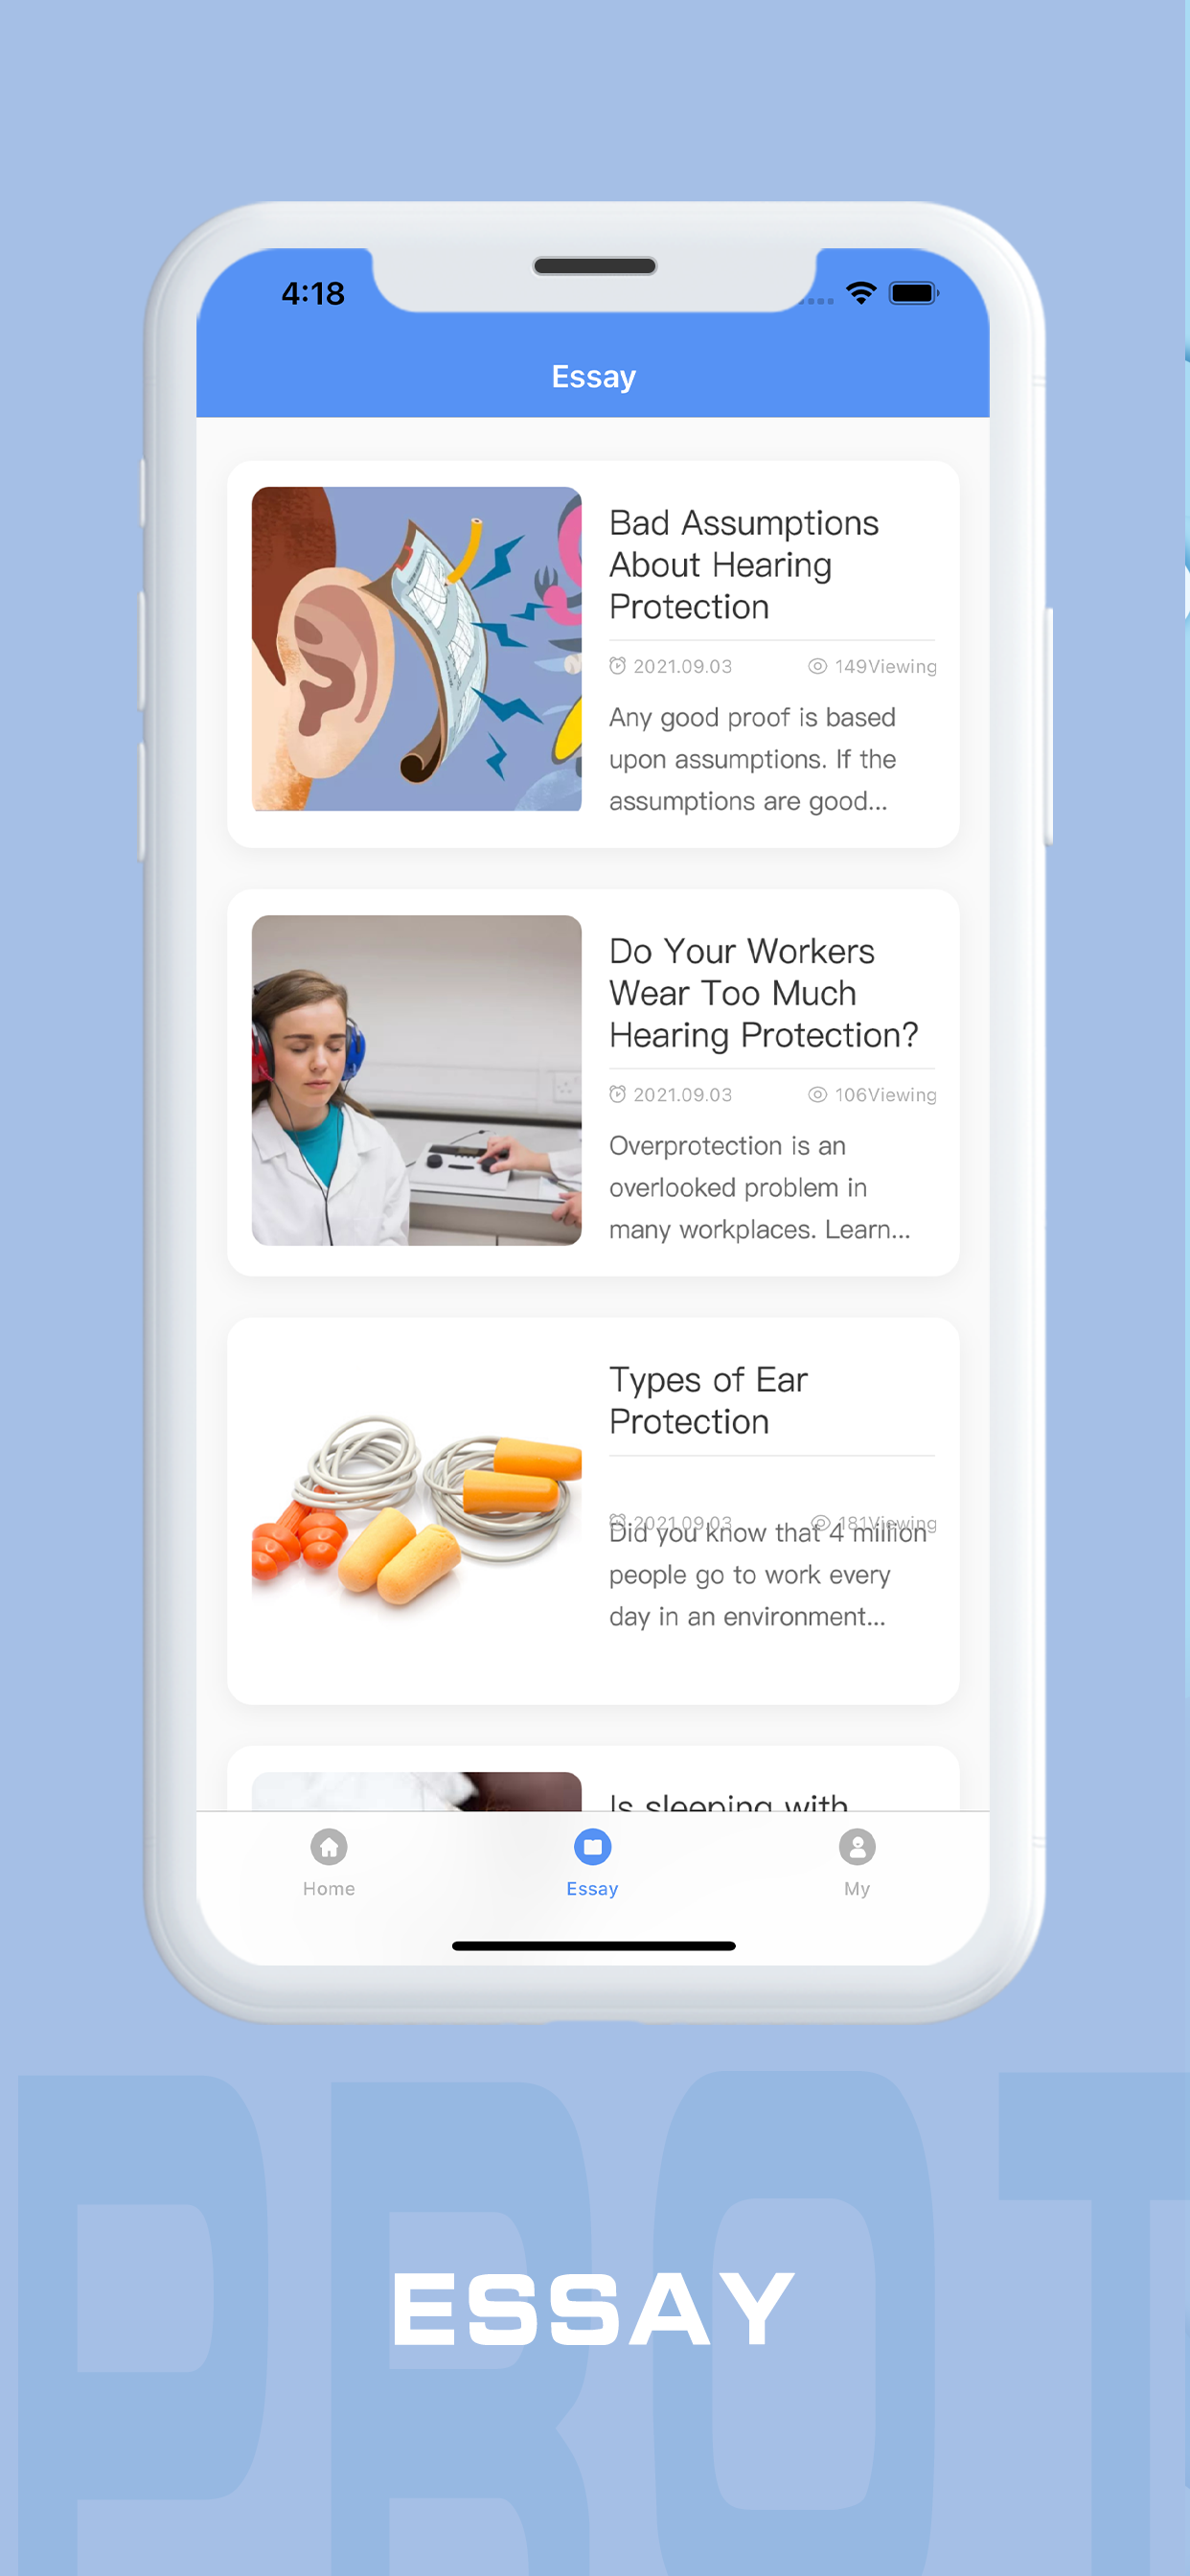 4:18
Essay
Bad Assumptions
About Hearing
Protection
2021.09.03 149Viewing
Any good proof is based
upon assumptions. If the
assumptions are good...
Do Your Workers
Wear Too Much
Hearing Protection?
2021.09.03 106Viewing
Overprotection is an
overlooked problem in
many workplaces. Learn...
Types of Ear
Protection
2021.09.03 181Viewing
Did you know that 4 million
people go to work every
day in an environment...
Is sleeping with
Home Essay My
PROT
ESSAY